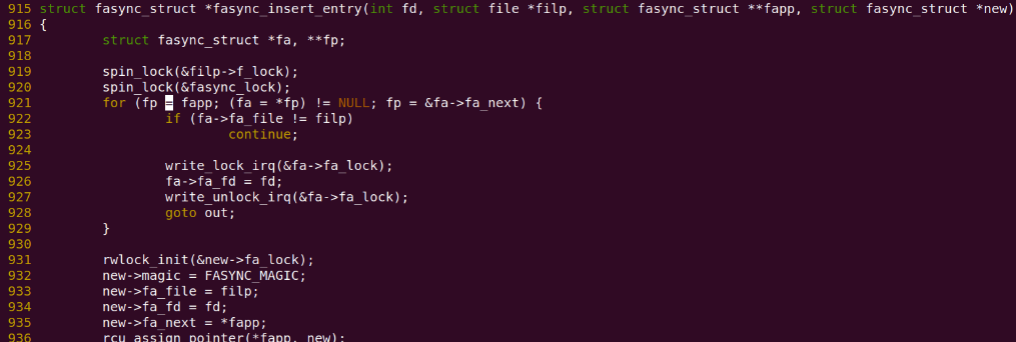 915 struct fasync_struct *fasync_insert_entry(int fd, struct file *filp, struct fasync_struct **fapp, struct fasync_struct *new)
916 {
917         struct fasync_struct *fa, **fp;
918
919         spin_lock(&filp->f_lock);
920         spin_lock(&fasync_lock);
921         for (fp = fapp; (fa = *fp) != NULL; fp = &fa->fa_next) {
922                 if (fa->fa_file != filp)
923                         continue;
924
925                 write_lock_irq(&fa->fa_lock);
926                 fa->fa_fd = fd;
927                 write_unlock_irq(&fa->fa_lock);
928                 goto out;
929         }
930
931         rwlock_init(&new->fa_lock);
932         new->magic = FASYNC_MAGIC;
933         new->fa_file = filp;
934         new->fa_fd = fd;
935         new->fa_next = *fapp;
936         rcu_assign_pointer(*fapp, new);